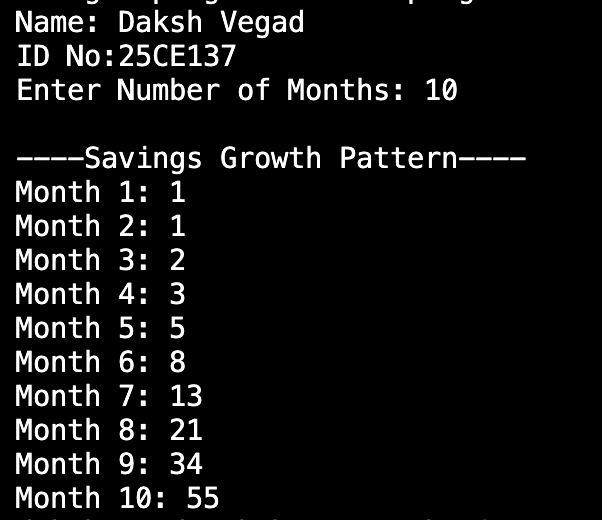 Name: Daksh Vegad
ID No:25CE137
Enter Number of Months: 10
----Savings Growth Pattern----
Month 1: 1
Month 2: 1
Month 3: 2
Month 4: 3
Month 5: 5
Month 6: 8
Month 7: 13
Month 8: 21
Month 9: 34
Month 10: 55